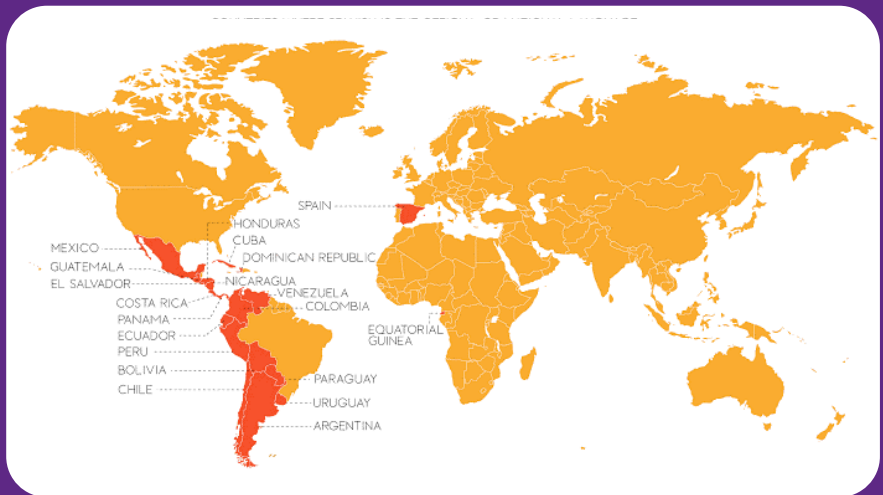 SPAIN
HONDURAS
CUBA
MEXICO
DOMINICAN REPUBLIC
GUATEMALA
EL SALVADOR
NICARAGUA
VENEZUELA
COSTA RICA
COLOMBIA
PANAMA
ECUADOR
EQUATORIAL
GUINEA
PERU
BOLIVIA
PARAGUAY
CHILE
URUGUAY
ARGENTINA